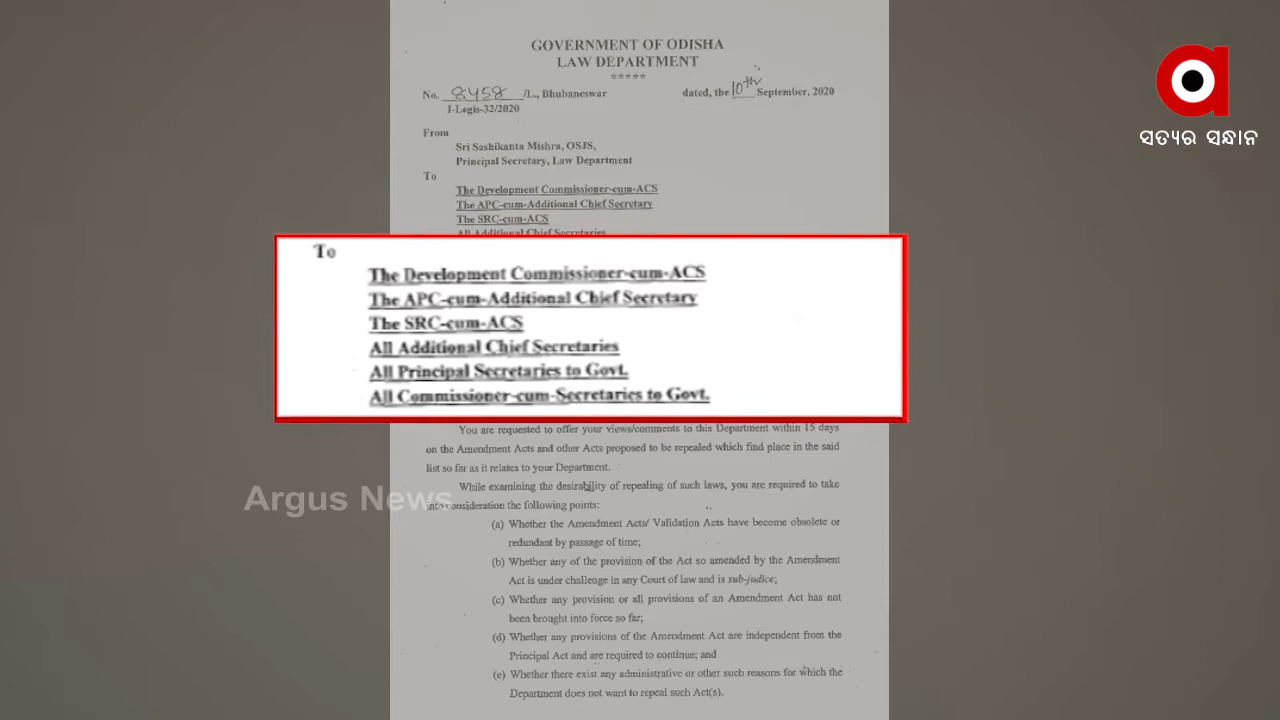 GOVERNMENT OF ODISHA
LAW DEPARTMENT
*****
No. 8458 /L., Bhubaneswar dated, the 10th September, 2020
I-Legis-32/2020
From
Sri Sashikanta Mishra, OSJS,
Principal Secretary, Law Department
To
The Development Commissioner-cum-ACS
The APC-cum-Additional Chief Secretary
The SRC-cum-ACS
All Additional Chief Secretaries
To
The Development Commissioner-cum-ACS
The APC-cum-Additional Chief Secretary
The SRC-cum-ACS
All Additional Chief Secretaries
All Principal Secretaries to Govt.
All Commissioner-cum-Secretaries to Govt.
You are requested to offer your views/comments to this Department within 15 days
on the Amendment Acts and other Acts proposed to be repealed which find place in the said
list so far as it relates to your Department.
While examining the desirability of repealing of such laws, you are required to take
into consideration the following points:
(a) Whether the Amendment Acts/ Validation Acts have become obsolete or
redundant by passage of time;
(b) Whether any of the provision of the Act so amended by the Amendment
Act is under challenge in any Court of law and is sub-judice;
(c) Whether any provision or all provisions of an Amendment Act has not
been brought into force so far;
(d) Whether any provisions of the Amendment Act are independent from the
Principal Act and are required to continue; and
(e) Whether there exist any administrative or other such reasons for which the
Department does not want to repeal such Act(s).
Argus News
a
ସତ୍ୟର ସନ୍ଧାନ